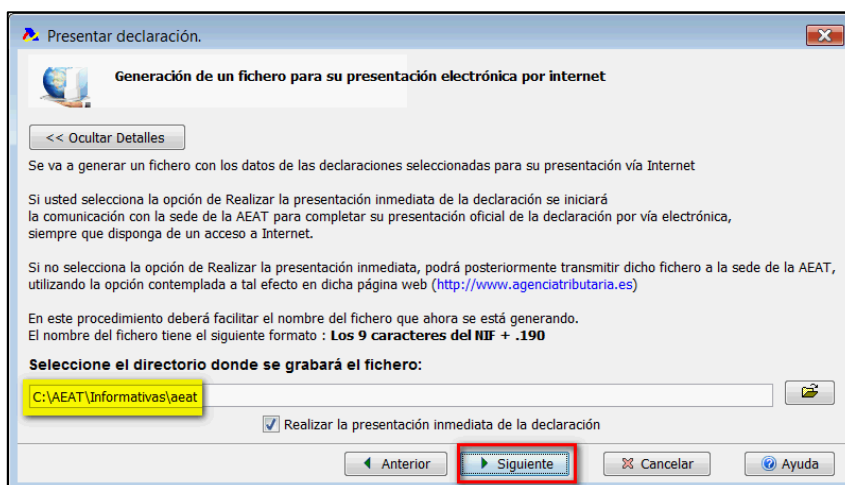 Presentar declaración.
Generación de un fichero para su presentación electrónica por internet
<< Ocultar Detalles
Se va a generar un fichero con los datos de las declaraciones seleccionadas para su presentación vía Internet
Si usted selecciona la opción de Realizar la presentación inmediata de la declaración se iniciará
la comunicación con la sede de la AEAT para completar su presentación oficial de la declaración por vía electrónica,
siempre que disponga de un acceso a Internet.
Si no selecciona la opción de Realizar la presentación inmediata, podrá posteriormente transmitir dicho fichero a la sede de la AEAT,
utilizando la opción contemplada a tal efecto en dicha página web (http://www.agenciatributaria.es)
En este procedimiento deberá facilitar el nombre del fichero que ahora se está generando.
El nombre del fichero tiene el siguiente formato : Los 9 caracteres del NIF + .190
Seleccione el directorio donde se grabará el fichero:
C:\AEAT\Informativas\aeat
Realizar la presentación inmediata de la declaración
Anterior Siguiente Cancelar Ayuda